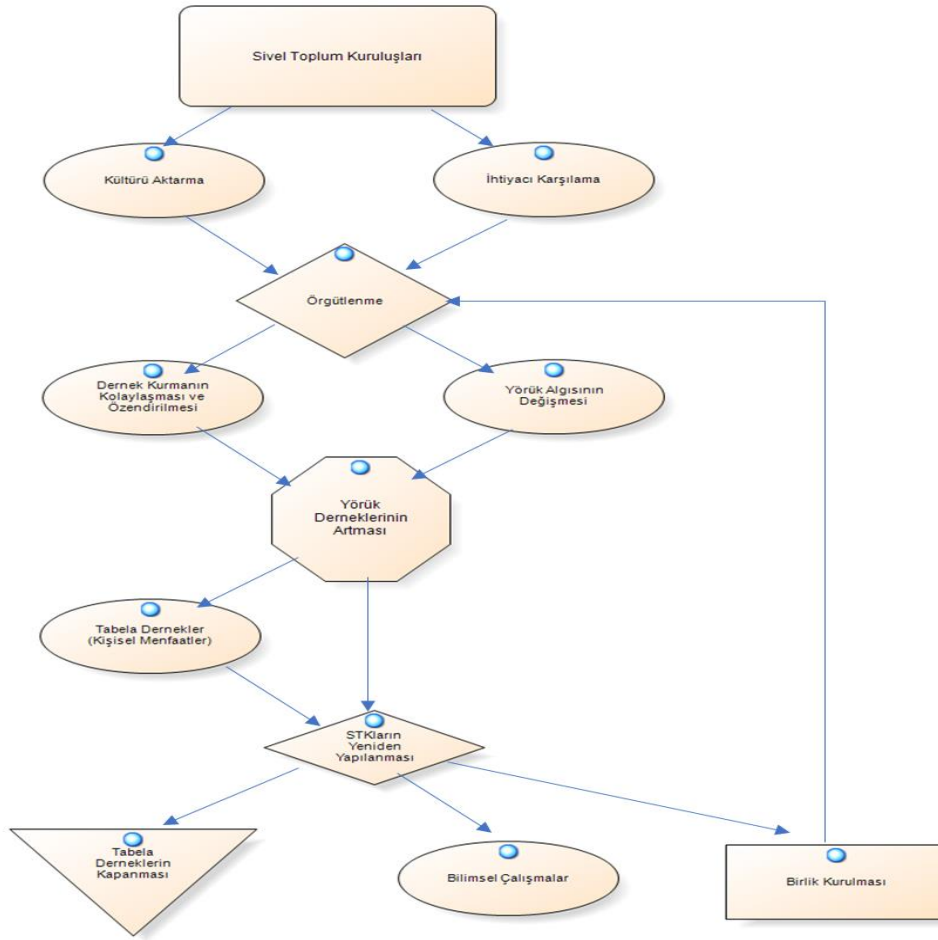 Sivel Toplum Kuruluşları
Kültürü Aktarma
İhtiyacı Karşılama
Örgütlenme
Dernek Kurmanın
Kolaylaşması ve
Özendirilmesi
Yörük Algısının
Değişmesi
Yörük
Derneklerinin
Artması
Tabela Dernekler
(Kişisel Menfaatler)
STKların
Yeniden
Yapılanması
Tabela
Derneklerin
Kapanması
Bilimsel Çalışmalar
Birlik Kurulması